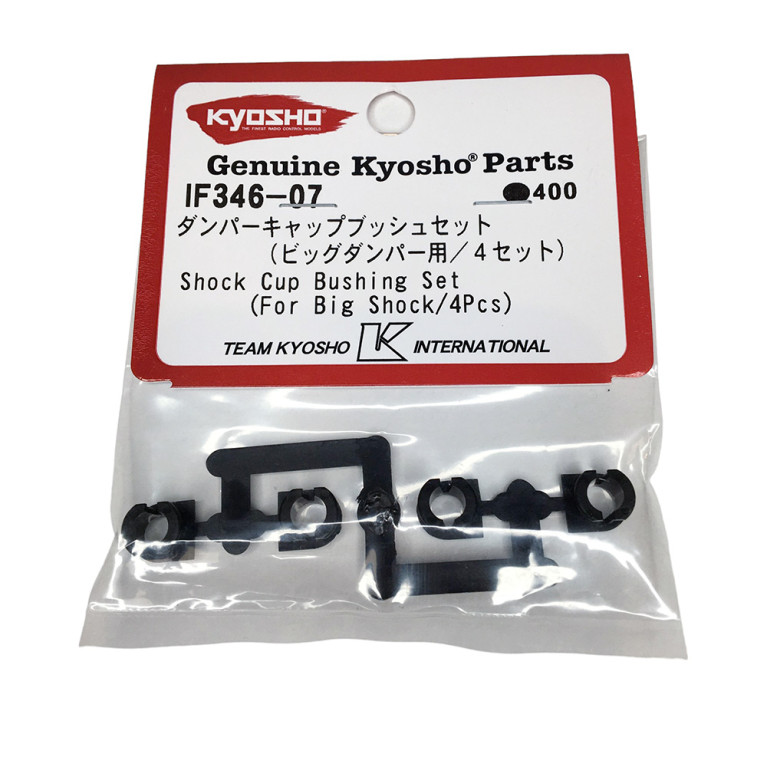 KYOSHO
THE FINEST RADIO CONTROL MODELS
Genuine Kyosho® Parts
IF346-07 ●400
ダンパーキャップブッシュセット
(ビッグダンパー用/4セット)
Shock Cup Bushing Set
(For Big Shock/4Pcs)
TEAM KYOSHO K INTERNATIONAL